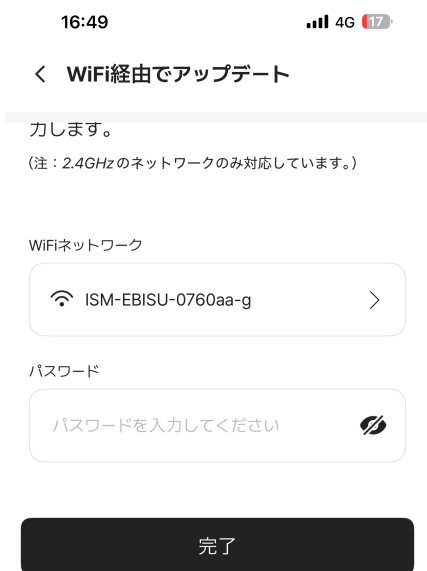 16:49 4G 17
WiFi経由でアップデート
力します。
(注：2.4GHzのネットワークのみ対応しています。)
WiFiネットワーク
ISM-EBISU-0760aa-g
パスワード
パスワードを入力してください
完了